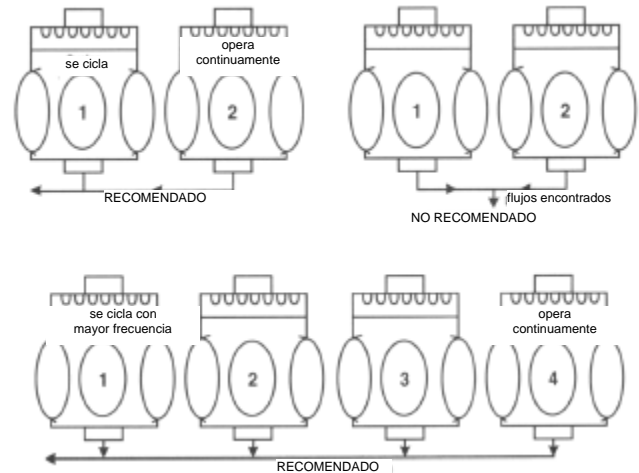 se cicla
opera
continuamente
1
2
1
2
RECOMENDADO
flujos encontrados
NO RECOMENDADO
se cicla con
mayor frecuencia
opera
continuamente
1
2
3
4
RECOMENDADO